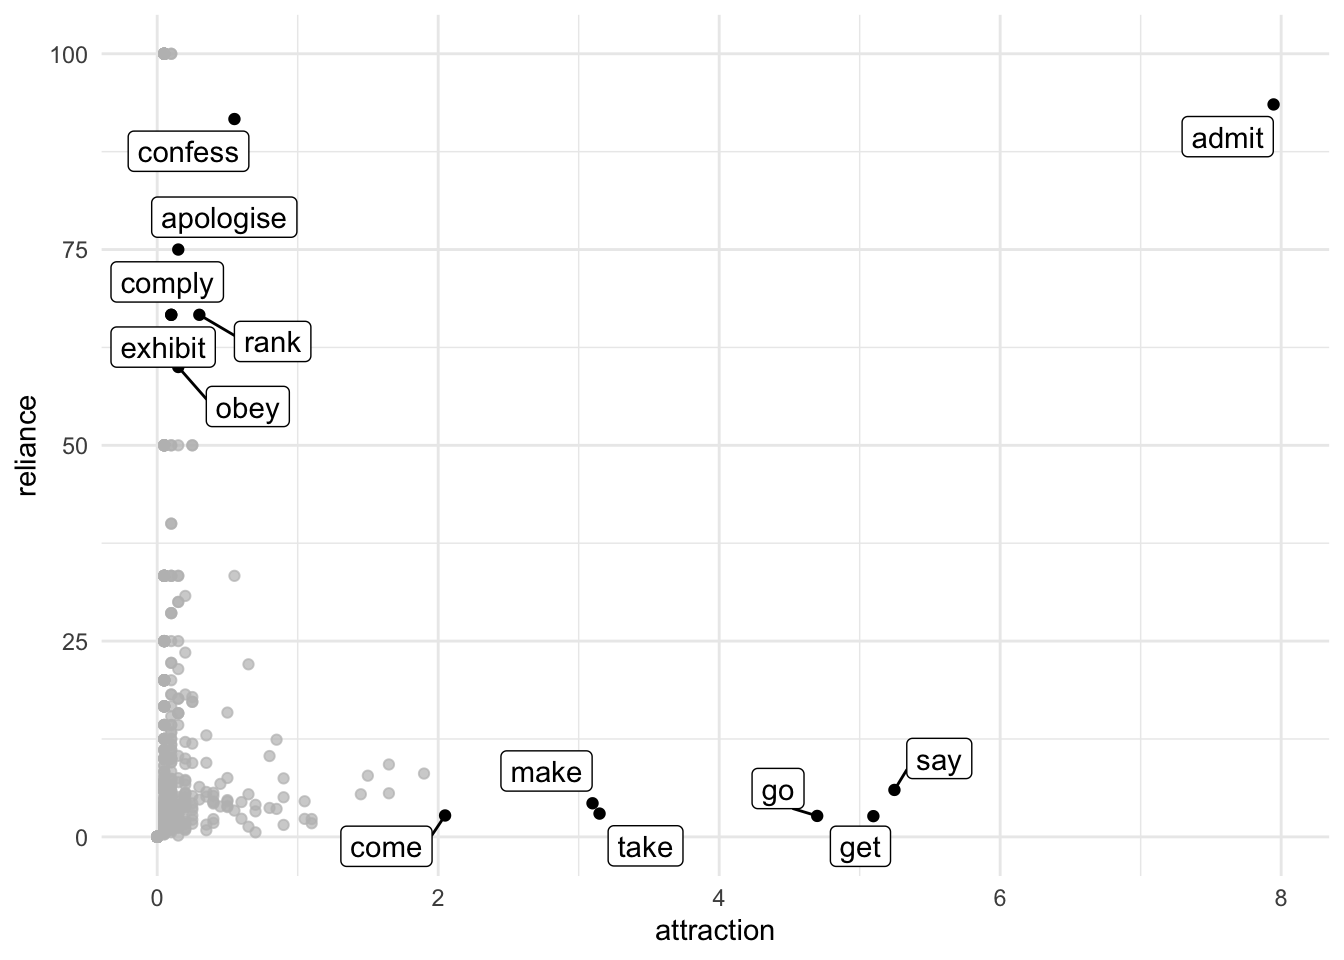 100
confess
admit
apologise
75
comply
exhibit
rank
obey
reliance
50
25
say
make
go
come
take
get
0
0
2
4
6
8
attraction